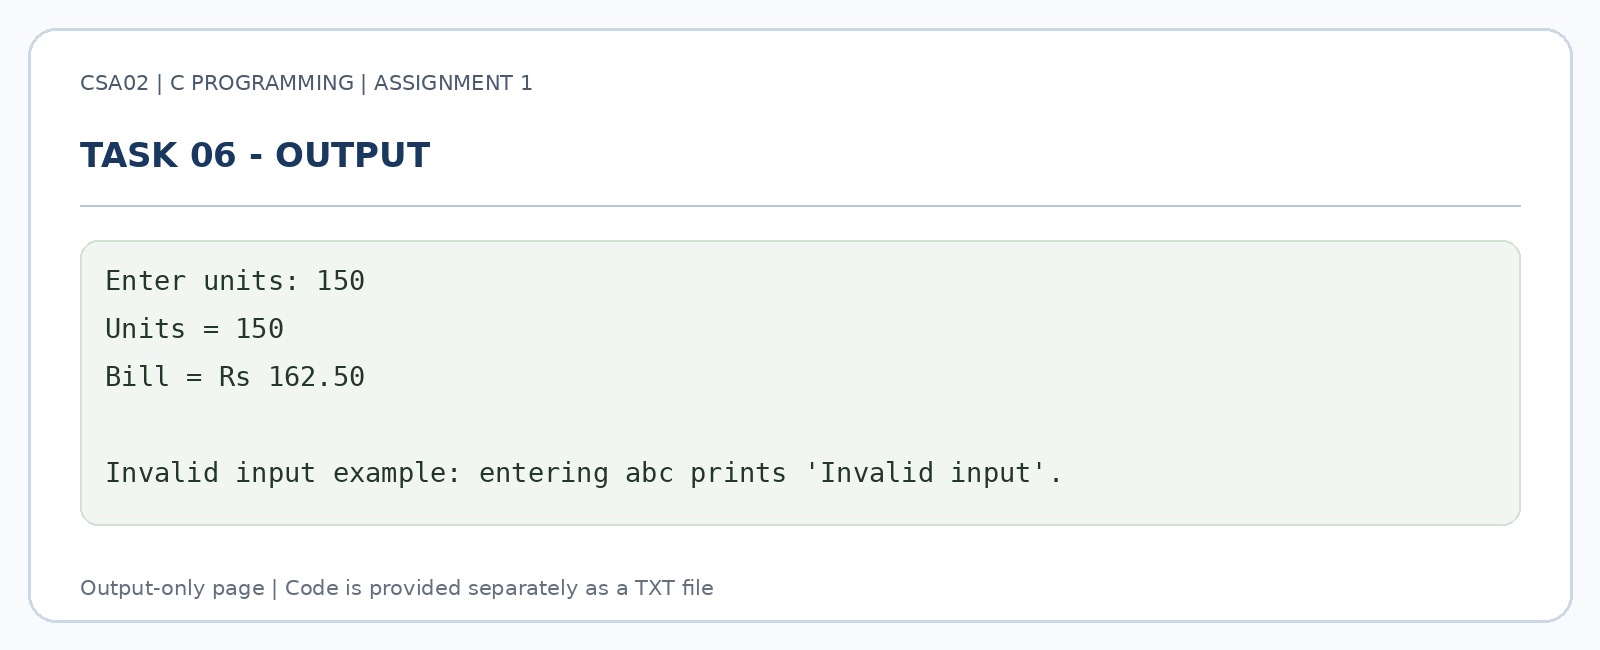 CSA02 | C PROGRAMMING | ASSIGNMENT 1
TASK 06 - OUTPUT
Enter units: 150
Units = 150
Bill = Rs 162.50
Invalid input example: entering abc prints 'Invalid input'.
Output-only page | Code is provided separately as a TXT file